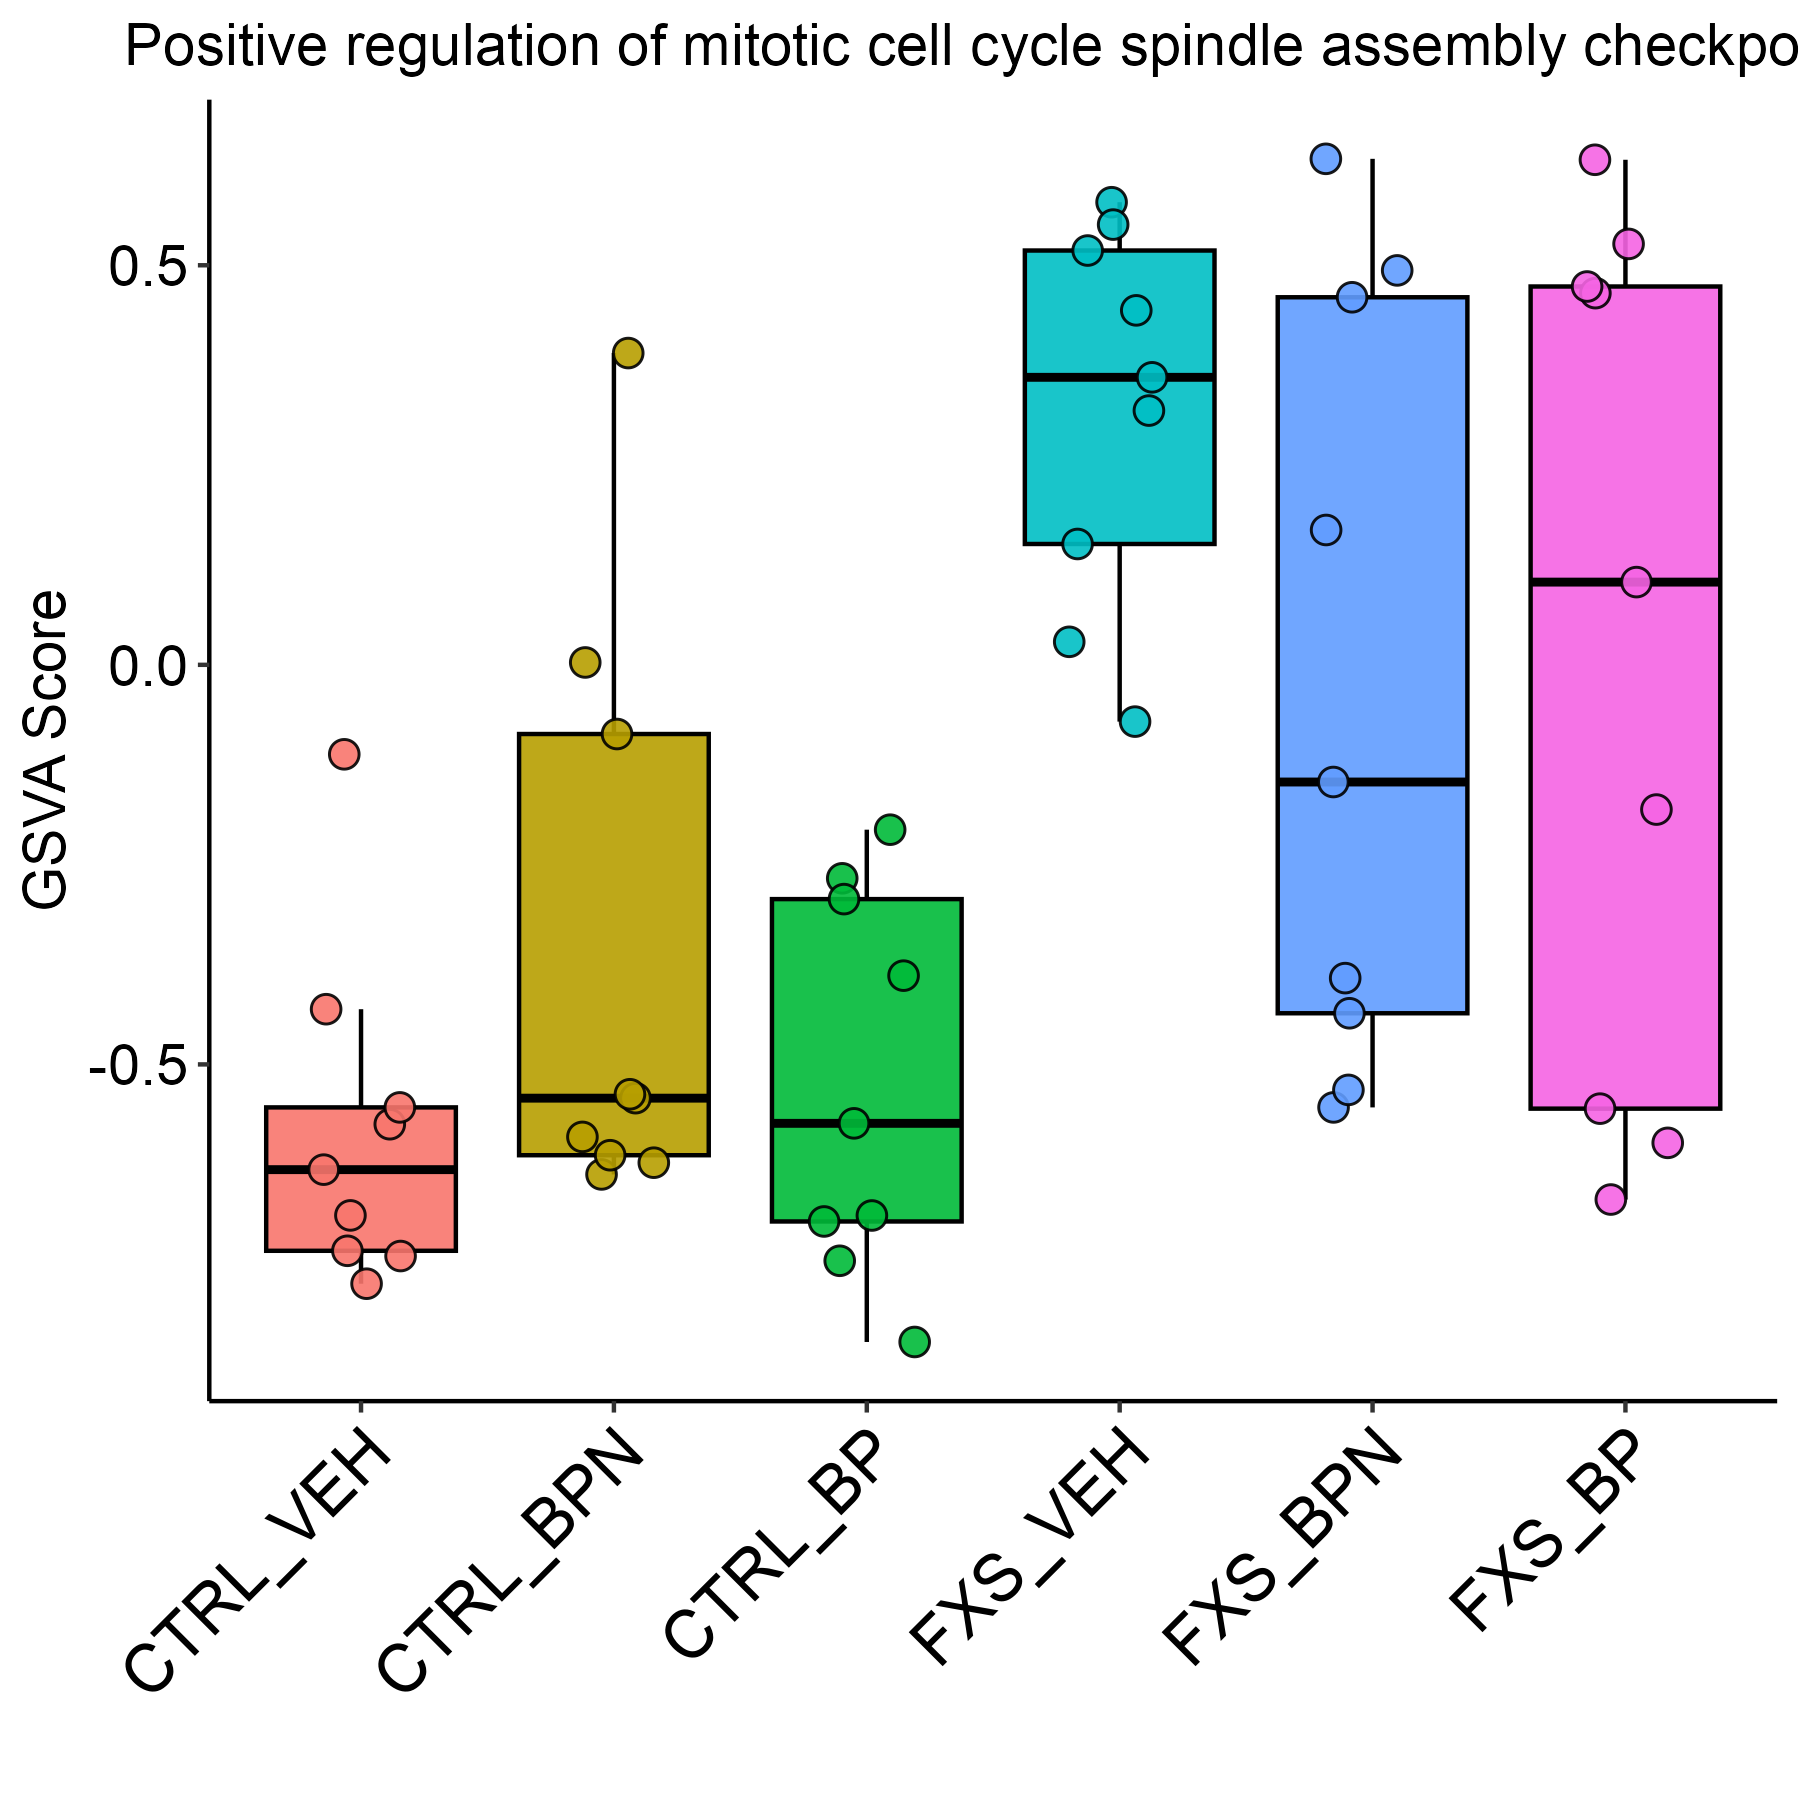 Positive regulation of mitotic cell cycle spindle assembly checkpo
GSVA Score
0.5
0.0
-0.5
CTRL_VEH
CTRL_BPN
CTRL_BP
FXS_VEH
FXS_BPN
FXS_BP